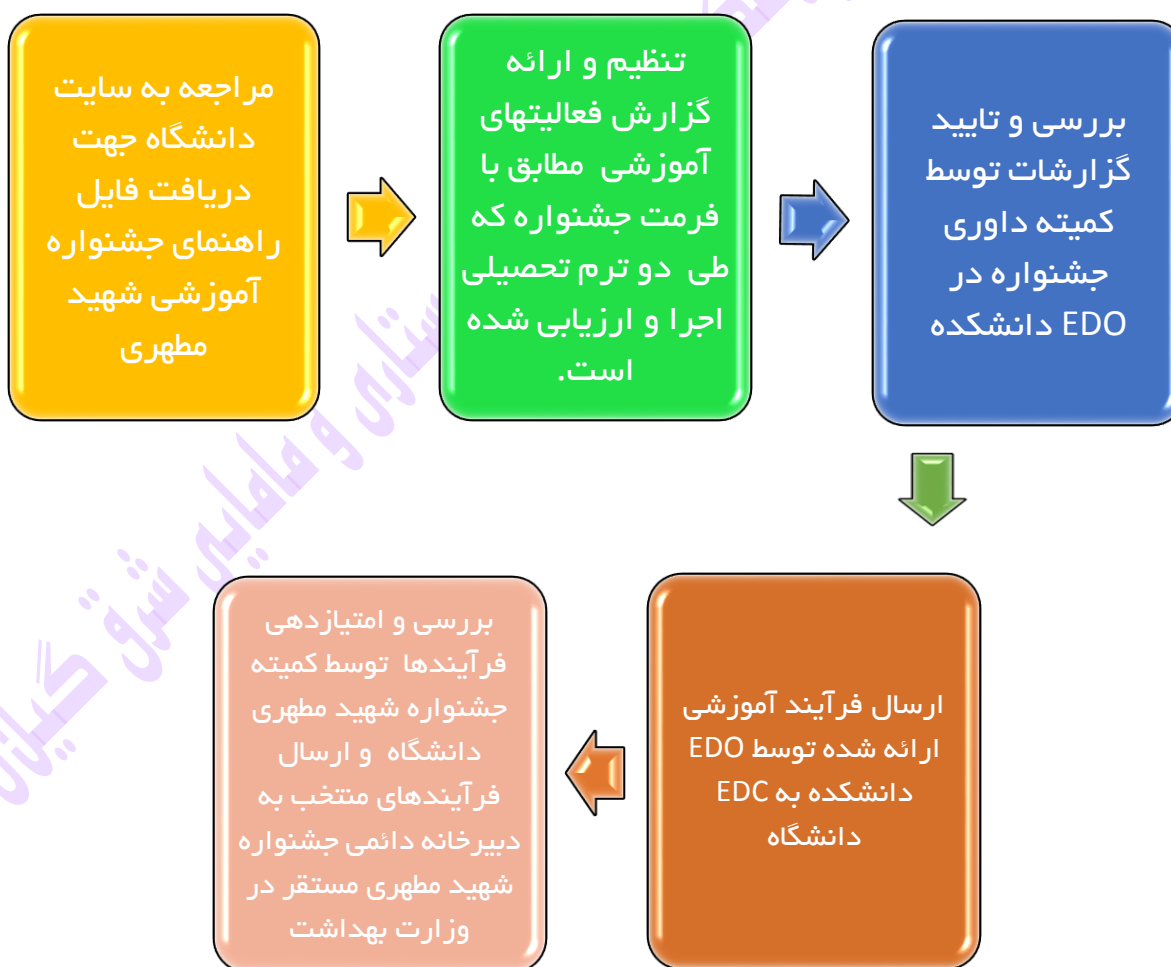 مراجعه به سایت
دانشگاه جهت
دریافت فایل
راهنمای جشنواره
آموزشی شهید
مطهری
تنظیم و ارائه
گزارش فعالیتهای
آموزشی مطابق با
فرمت جشنواره که
طی دو ترم تحصیلی
اجرا و ارزیابی شده
است.
بررسی و تایید
گزارشات توسط
کمیته داوری
جشنواره در
EDO دانشکده
ارسال فرآیند آموزشی
ارائه شده توسط EDO
دانشکده به EDC
دانشگاه
بررسی و امتیازدهی
فرآیندها توسط کمیته
جشنواره شهید مطهری
دانشگاه و ارسال
فرآیندهای منتخب به
دبیرخانه دائمی جشنواره
شهید مطهری مستقر در
وزارت بهداشت
و مامایی شرق گیلان